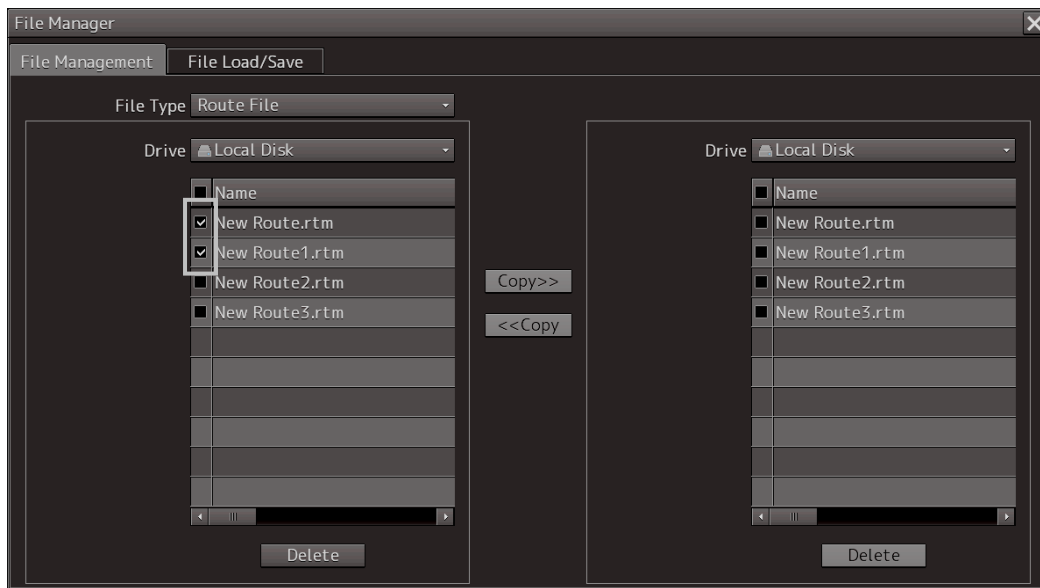 File Manager
File Management File Load/Save
File Type Route File
Drive Local Disk
Name
New Route.rtm
New Route1.rtm
New Route2.rtm
New Route3.rtm
Delete
Copy>>
<<Copy
Drive Local Disk
Name
New Route.rtm
New Route1.rtm
New Route2.rtm
New Route3.rtm
Delete